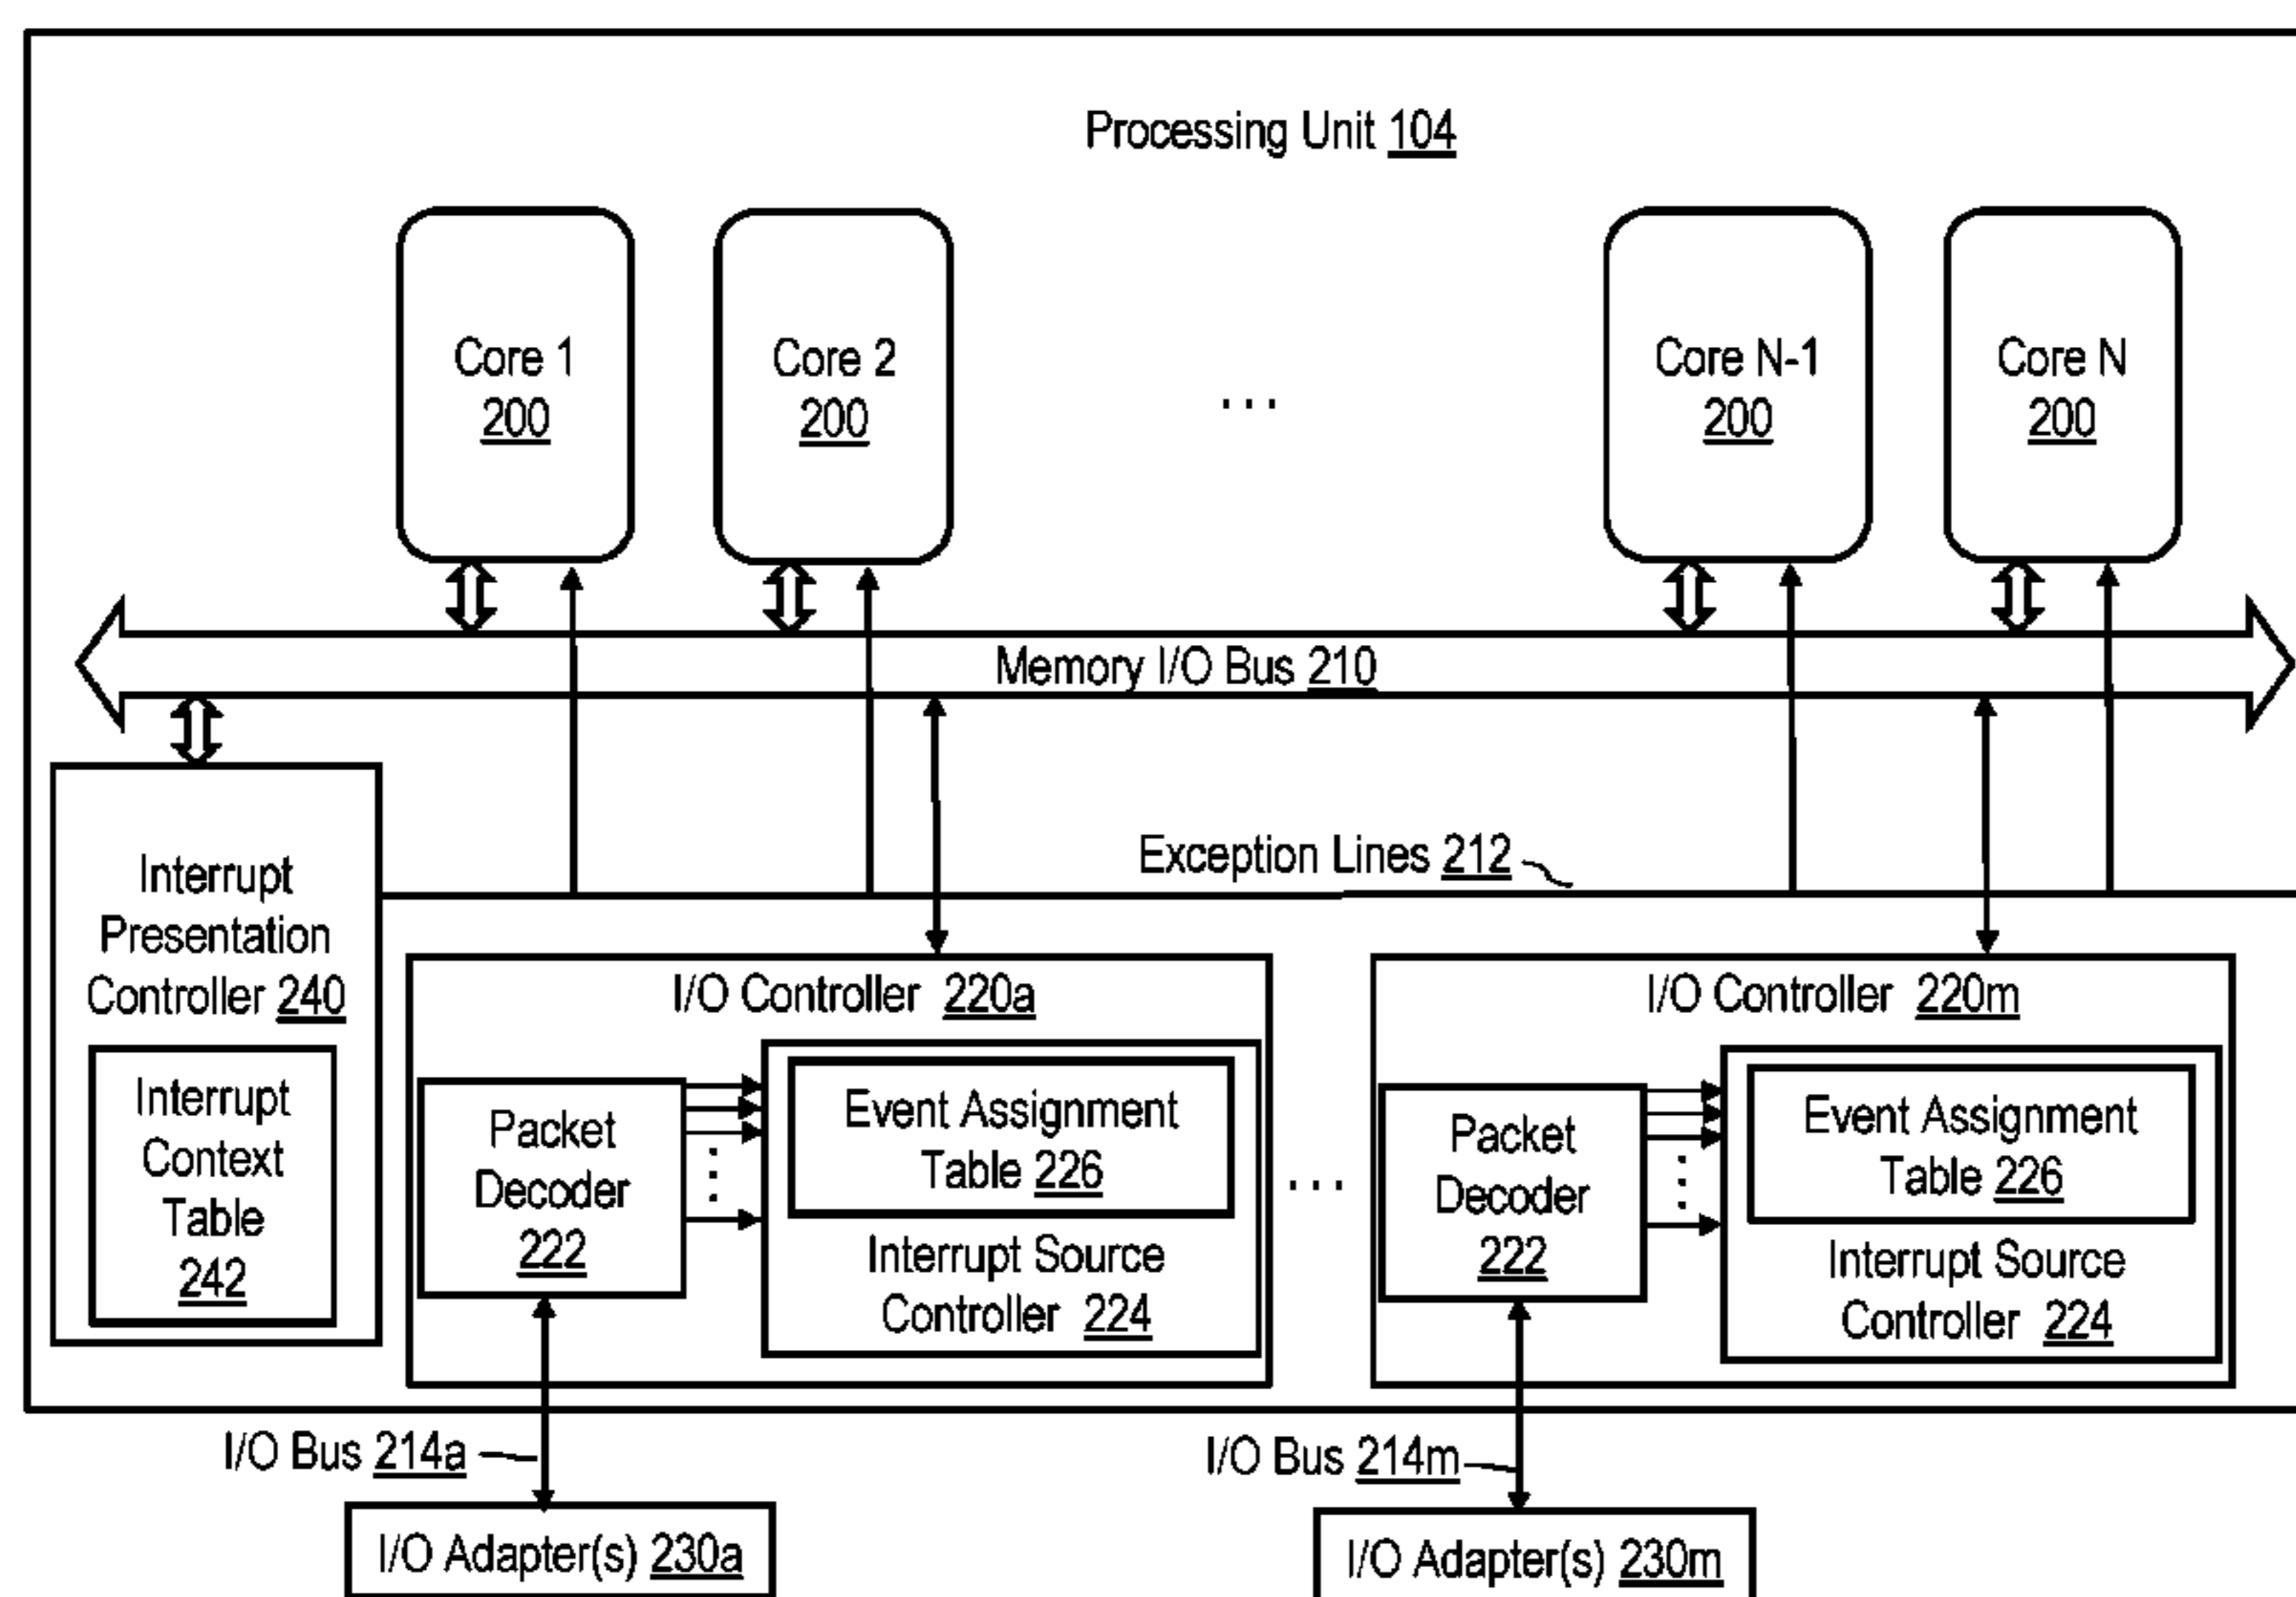 Processing Unit 104
Core 1
200
Core 2
200
...
Core N-1
200
Core N
200
Memory I/O Bus 210
Exception Lines 212
Interrupt
Presentation
Controller 240
Interrupt
Context
Table
242
I/O Controller 220a
Packet
Decoder
222
Event Assignment
Table 226
Interrupt Source
Controller 224
...
I/O Controller 220m
Packet
Decoder
222
Event Assignment
Table 226
Interrupt Source
Controller 224
I/O Bus 214a
I/O Bus 214m
I/O Adapter(s) 230a
I/O Adapter(s) 230m